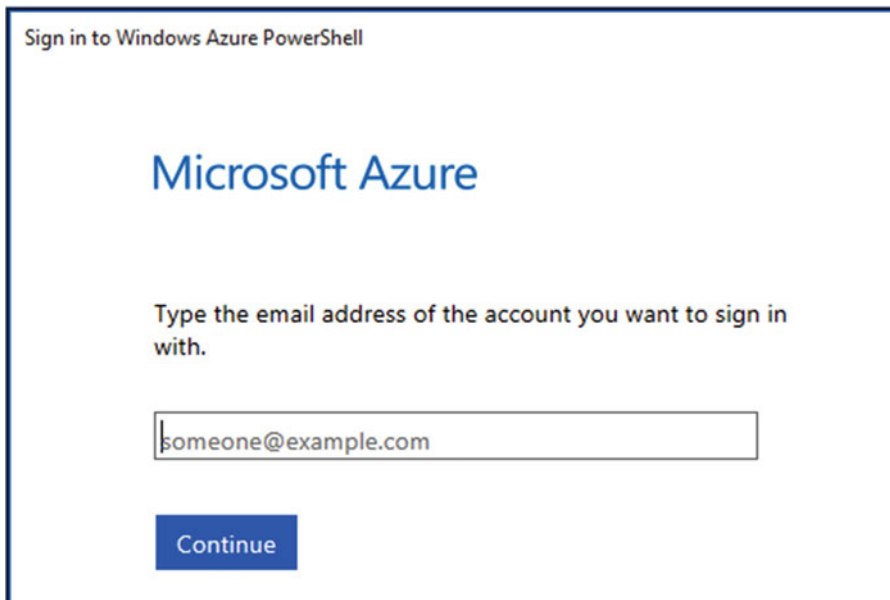 Sign in to Windows Azure PowerShell
Microsoft Azure
Type the email address of the account you want to sign in
with.
someone@example.com
Continue